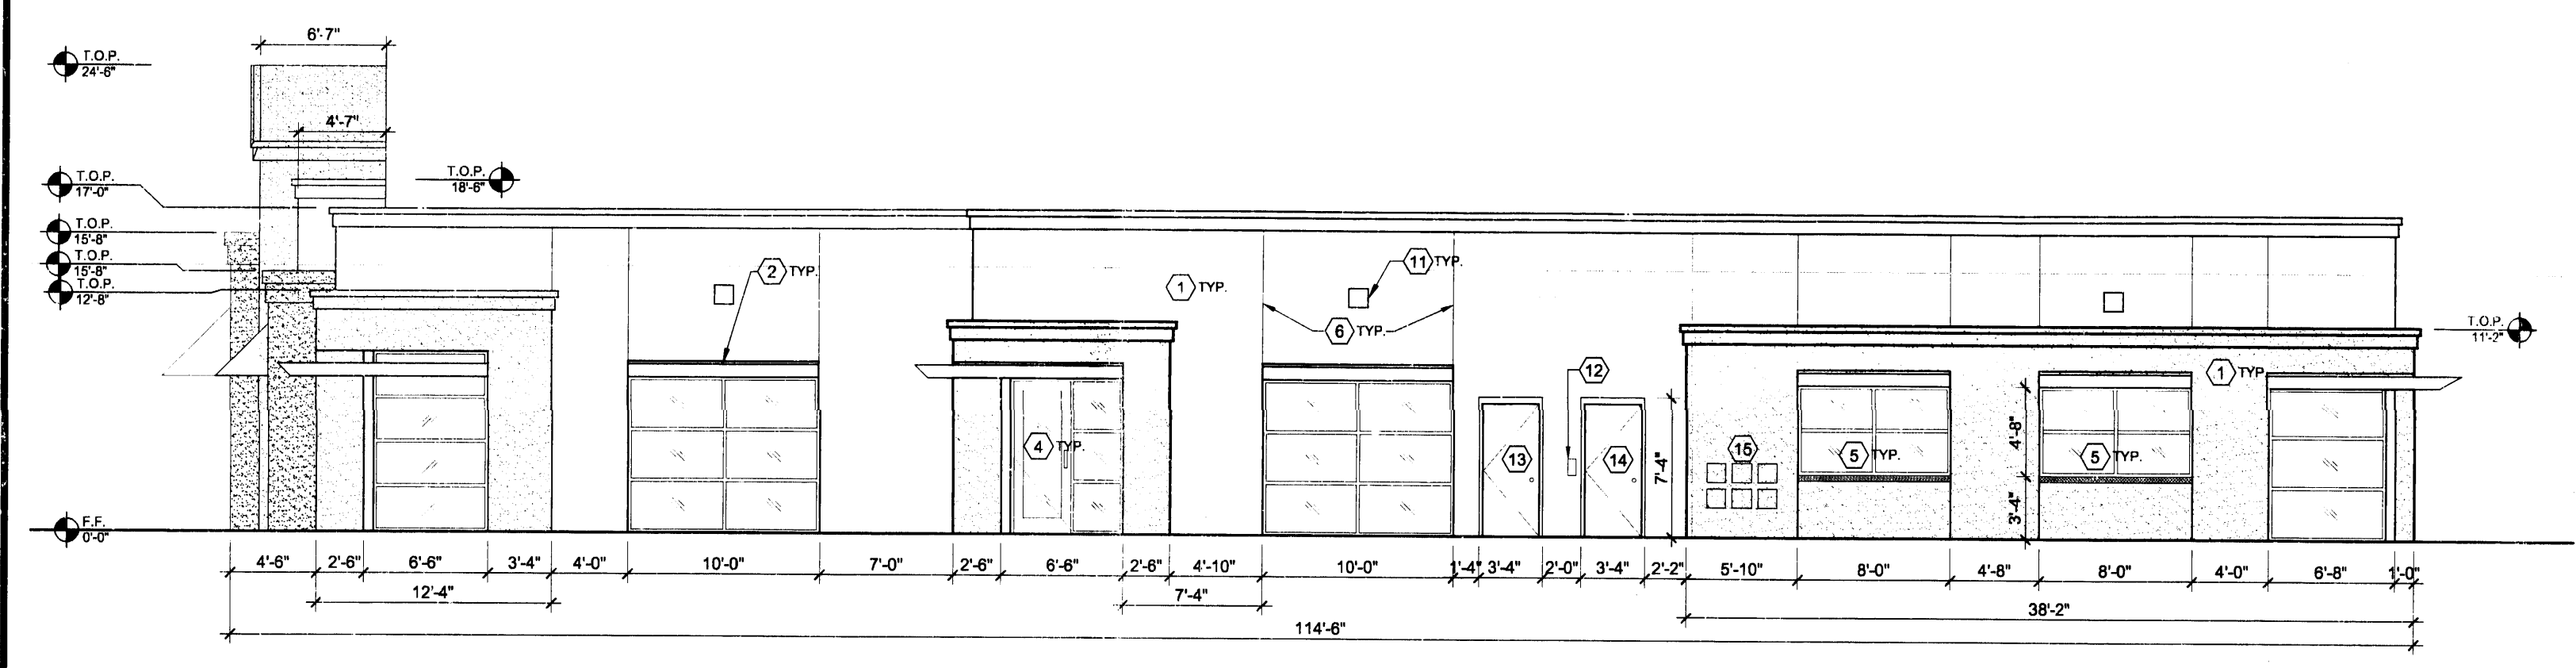 6'-7"
T.O.P.
24'-6"
4'-7"
T.O.P.
17'-0"
T.O.P.
18'-6"
T.O.P.
15'-8"
T.O.P.
15'-8"
T.O.P.
12'-8"
2 TYP.
1 TYP.
11 TYP.
6 TYP.
T.O.P.
11'-2"
12
1 TYP.
4 TYP.
13
14
7'-4"
15
5 TYP.
4'-8"
5 TYP.
3'-4"
F.F.
0'-0"
4'-6" 2'-6" 6'-6" 3'-4" 4'-0" 10'-0" 7'-0" 2'-6" 6'-6" 2'-6" 4'-10" 10'-0" 1'-4" 3'-4" 2'-0" 3'-4" 2'-2" 5'-10" 8'-0" 4'-8" 8'-0" 4'-0" 6'-8" 1'-0"
12'-4" 7'-4" 38'-2"
114'-6"